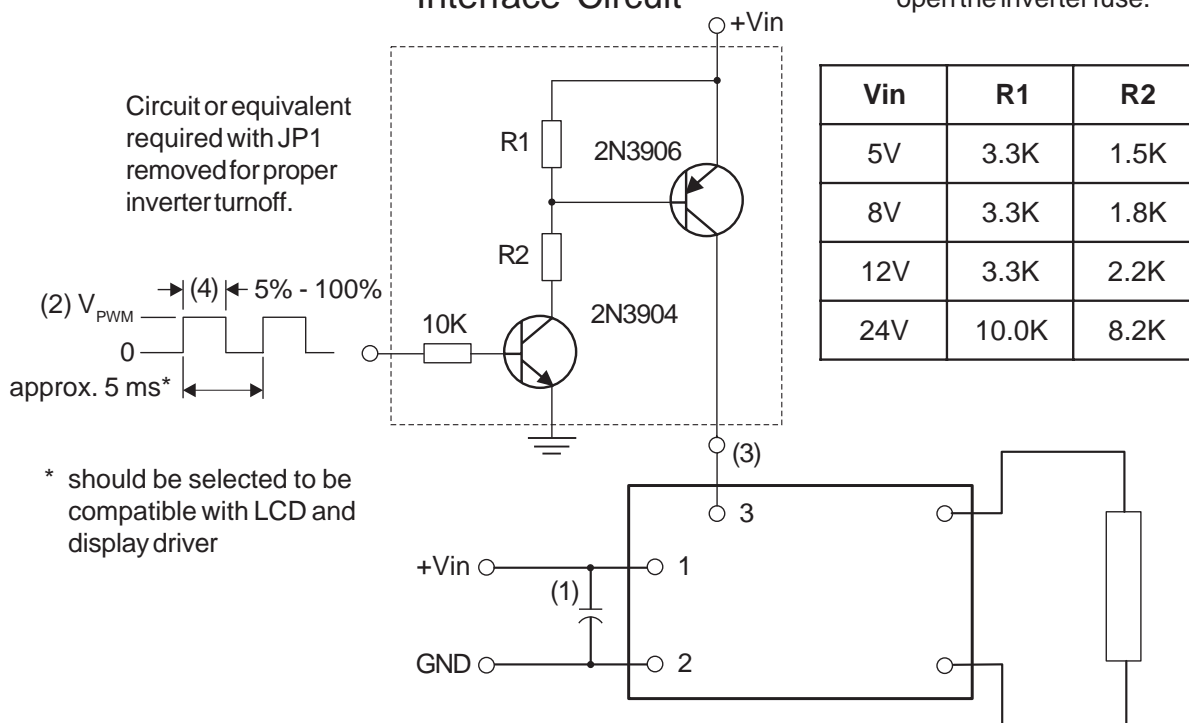 Interface Circuit
open the inverter fuse.
+Vin
Circuit or equivalent
required with JP1
removed for proper
inverter turnoff.
R1
2N3906
R2
2N3904
10K
(2) VPWM
(4)
5% - 100%
0
approx. 5 ms*
* should be selected to be
compatible with LCD and
display driver
Vin R1 R2
5V 3.3K 1.5K
8V 3.3K 1.8K
12V 3.3K 2.2K
24V 10.0K 8.2K
(3)
3
+Vin
1
(1)
GND
2